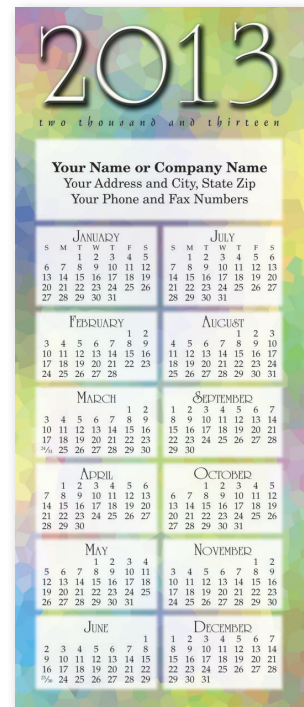 2013
two thousand and thirteen
Your Name or Company Name
Your Address and City, State Zip
Your Phone and Fax Numbers
JANUARY
S M T W T F S
1 2 3 4 5
6 7 8 9 10 11 12
13 14 15 16 17 18 19
20 21 22 23 24 25 26
27 28 29 30 31
FEBRUARY
1 2
3 4 5 6 7 8 9
10 11 12 13 14 15 16
17 18 19 20 21 22 23
24 25 26 27 28
MARCH
1 2
3 4 5 6 7 8 9
10 11 12 13 14 15 16
17 18 19 20 21 22 23
24/31 25 26 27 28 29 30
APRIL
1 2 3 4 5 6
7 8 9 10 11 12 13
14 15 16 17 18 19 20
21 22 23 24 25 26 27
28 29 30
MAY
1 2 3 4
5 6 7 8 9 10 11
12 13 14 15 16 17 18
19 20 21 22 23 24 25
26 27 28 29 30 31
JUNE
1
2 3 4 5 6 7 8
9 10 11 12 13 14 15
16 17 18 19 20 21 22
23/30 24 25 26 27 28 29
JULY
S M T W T F S
1 2 3 4 5 6
7 8 9 10 11 12 13
14 15 16 17 18 19 20
21 22 23 24 25 26 27
28 29 30 31
AUGUST
1 2 3
4 5 6 7 8 9 10
11 12 13 14 15 16 17
18 19 20 21 22 23 24
25 26 27 28 29 30 31
SEPTEMBER
1 2 3 4 5 6 7
8 9 10 11 12 13 14
15 16 17 18 19 20 21
22 23 24 25 26 27 28
29 30
OCTOBER
1 2 3 4 5
6 7 8 9 10 11 12
13 14 15 16 17 18 19
20 21 22 23 24 25 26
27 28 29 30 31
NOVEMBER
1 2
3 4 5 6 7 8 9
10 11 12 13 14 15 16
17 18 19 20 21 22 23
24 25 26 27 28 29 30
DECEMBER
1 2 3 4 5 6 7
8 9 10 11 12 13 14
15 16 17 18 19 20 21
22 23 24 25 26 27 28
29 30 31